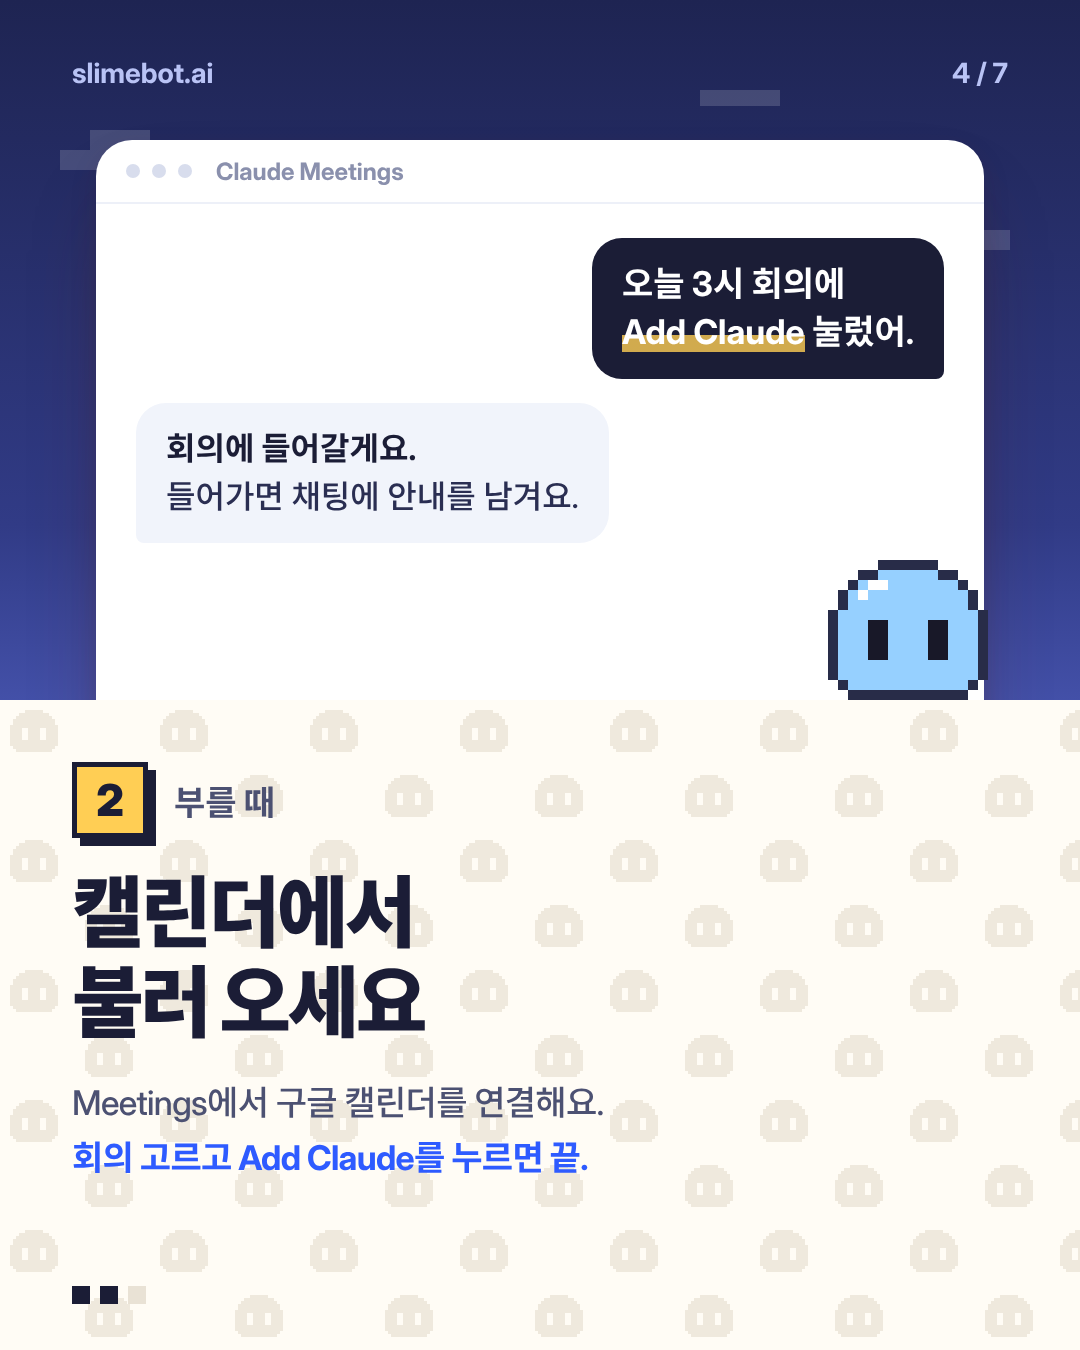 slimebot.ai
4 / 7
Claude Meetings
오늘 3시 회의에
Add Claude 눌렀어.
회의에 들어갈게요.
들어가면 채팅에 안내를 남겨요.
2
부를 때
캘린더에서
불러 오세요
Meetings에서 구글 캘린더를 연결해요.
회의 고르고 Add Claude를 누르면 끝.